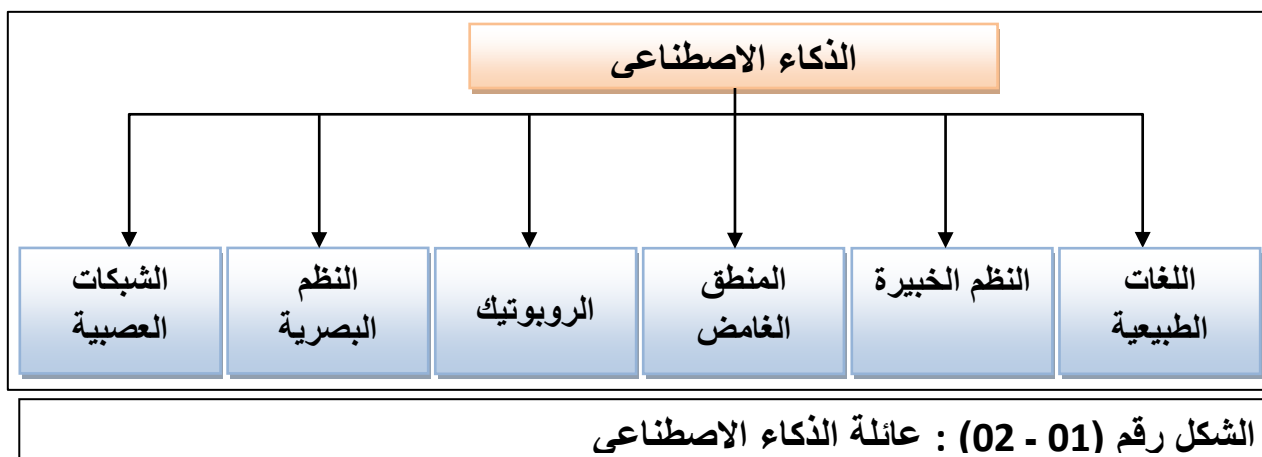 الذكاء الاصطناعي
اللغات
الطبيعية
النظم الخبيرة
المنطق
الغامض
الروبوتيك
النظم
البصرية
الشبكات
العصبية
الشكل رقم (01 - 02) : عائلة الذكاء الاصطناعي